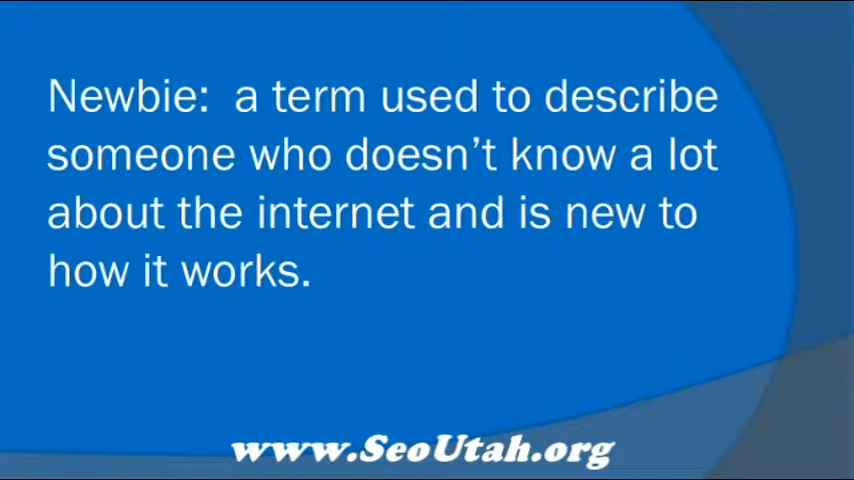 Newbie:  a term used to describe
someone who doesn’t know a lot
about the internet and is new to
how it works.
www.SeoUtah.org